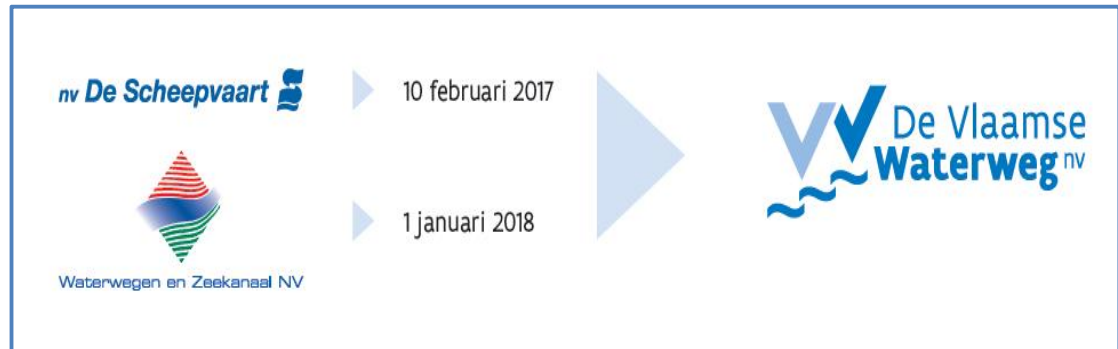 nv De Scheepvaart
10 februari 2017
De Vlaamse
Waterweg nv
1 januari 2018
Waterwegen en Zeekanaal NV